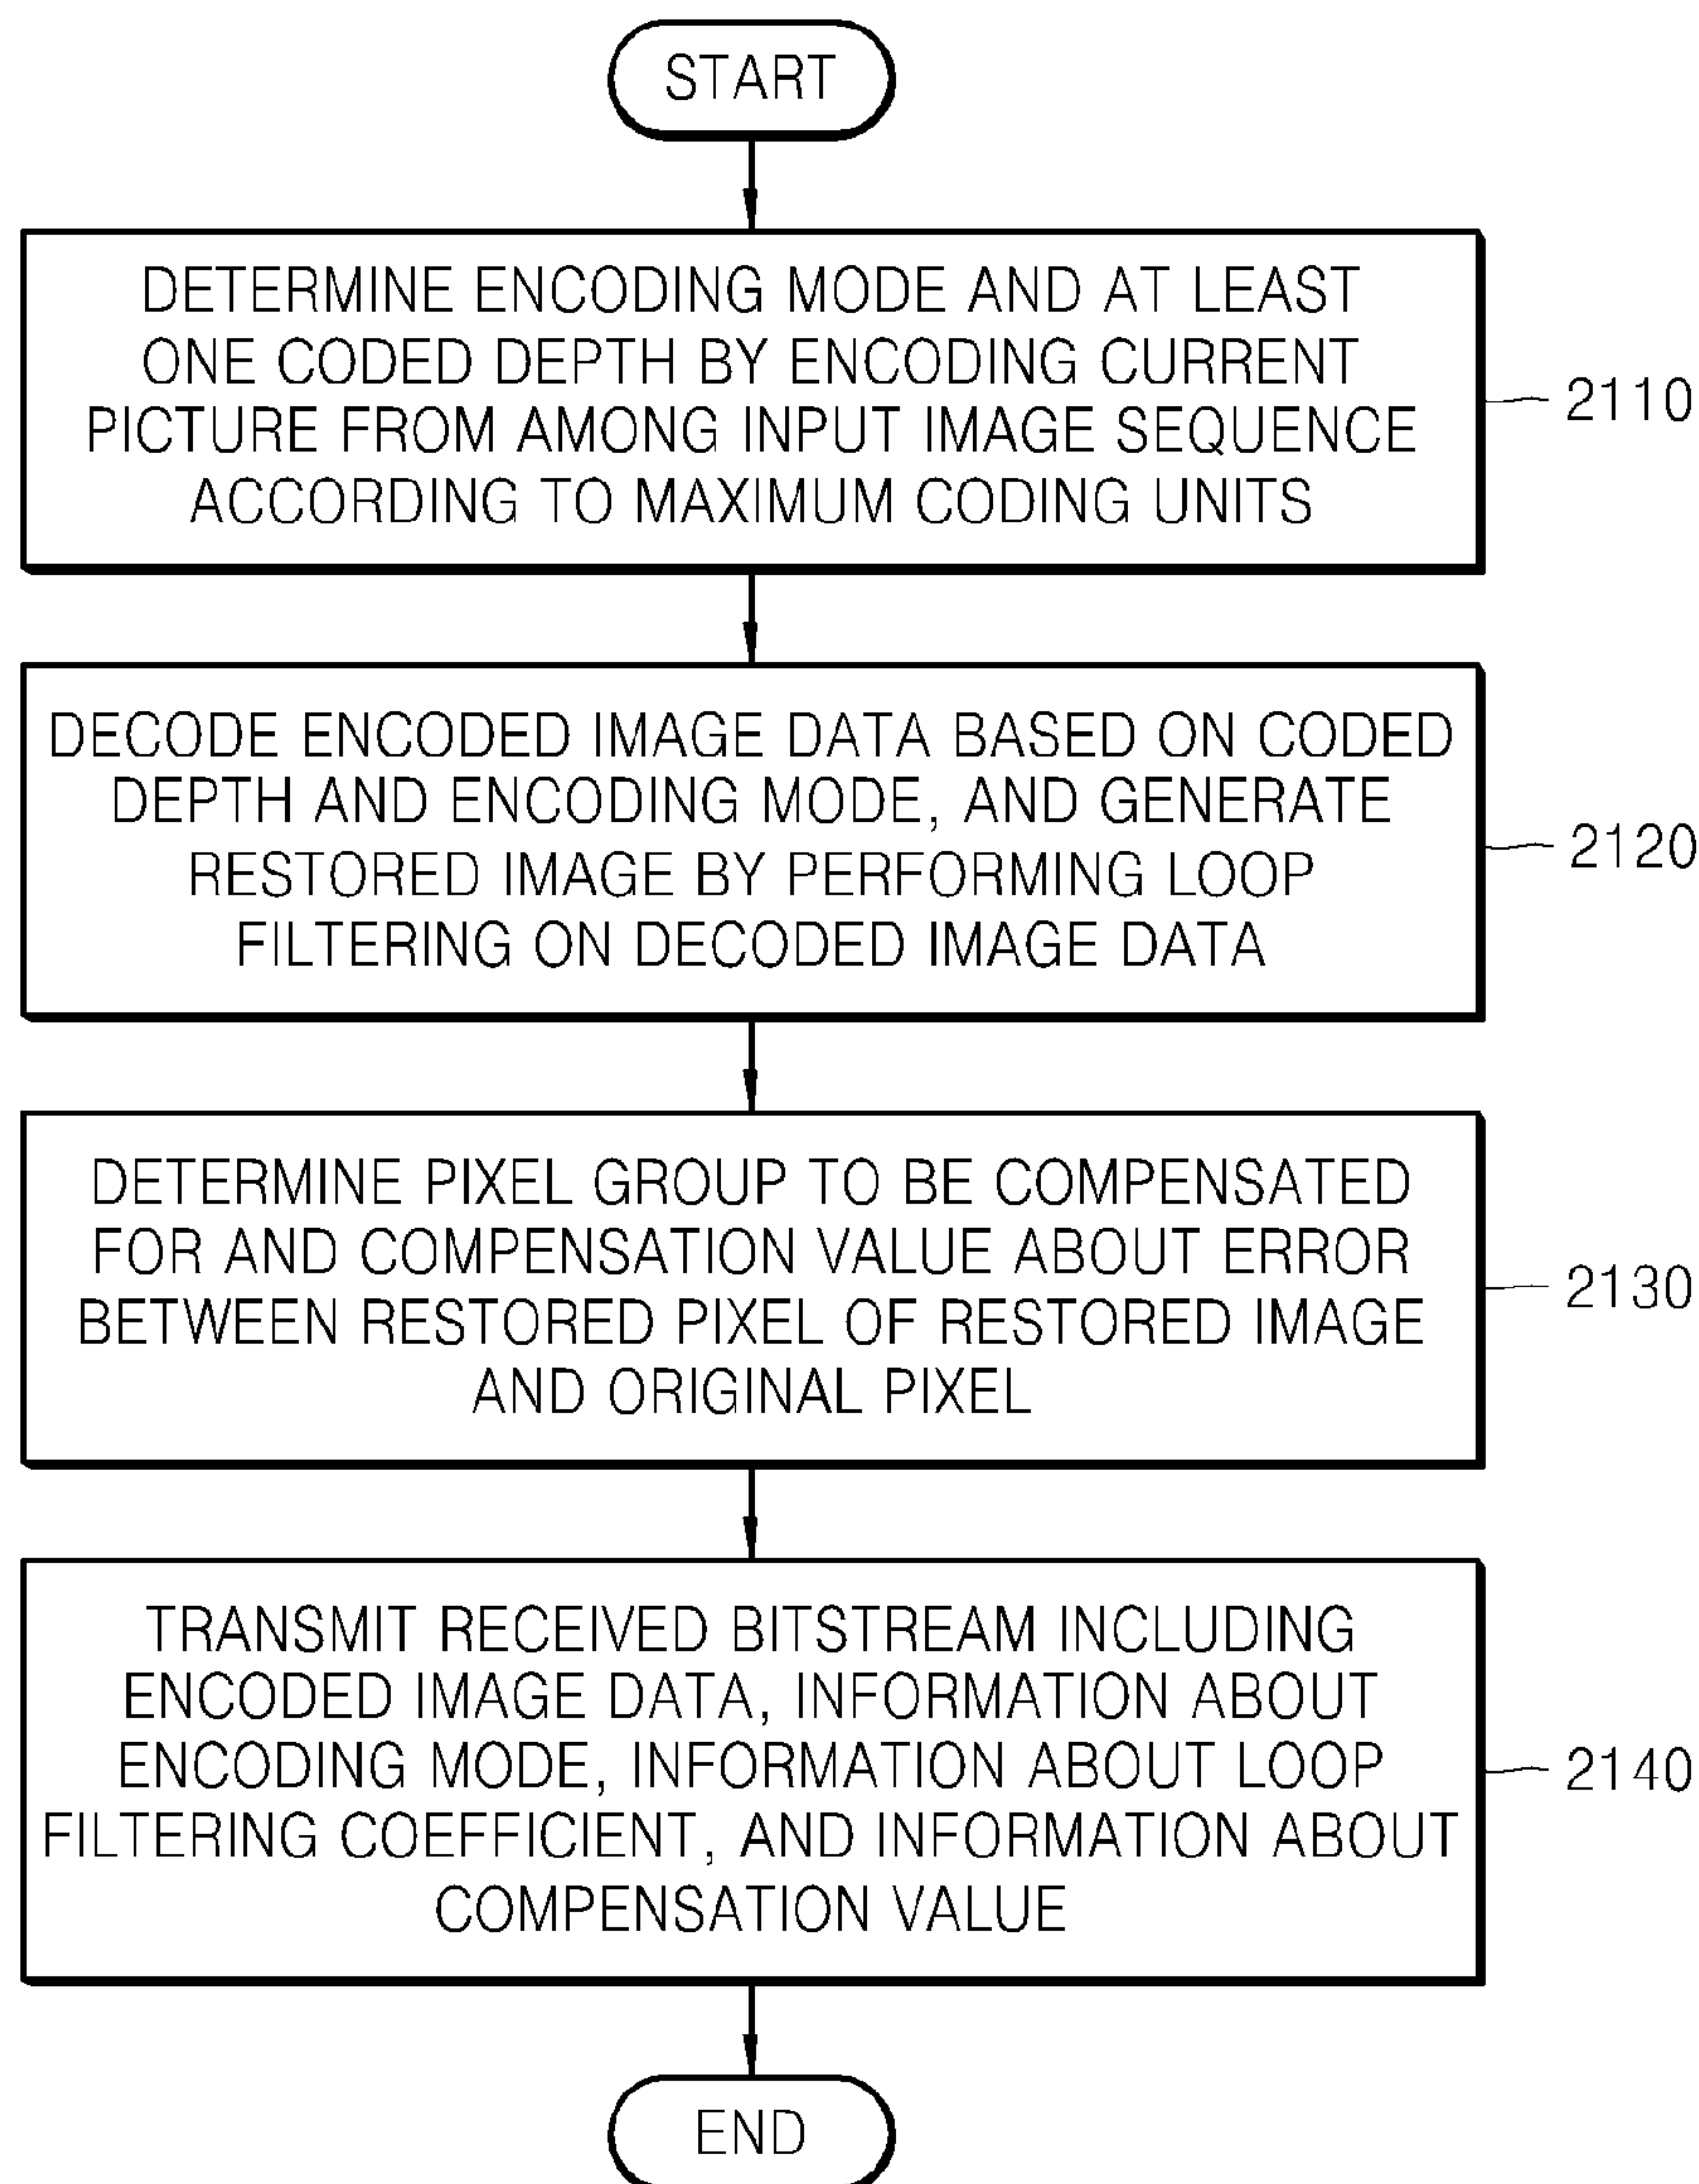 START
DETERMINE ENCODING MODE AND AT LEAST
ONE CODED DEPTH BY ENCODING CURRENT
PICTURE FROM AMONG INPUT IMAGE SEQUENCE
ACCORDING TO MAXIMUM CODING UNITS
2110
DECODE ENCODED IMAGE DATA BASED ON CODED
DEPTH AND ENCODING MODE, AND GENERATE
RESTORED IMAGE BY PERFORMING LOOP
FILTERING ON DECODED IMAGE DATA
2120
DETERMINE PIXEL GROUP TO BE COMPENSATED
FOR AND COMPENSATION VALUE ABOUT ERROR
BETWEEN RESTORED PIXEL OF RESTORED IMAGE
AND ORIGINAL PIXEL
2130
TRANSMIT RECEIVED BITSTREAM INCLUDING
ENCODED IMAGE DATA, INFORMATION ABOUT
ENCODING MODE, INFORMATION ABOUT LOOP
FILTERING COEFFICIENT, AND INFORMATION ABOUT
COMPENSATION VALUE
2140
END